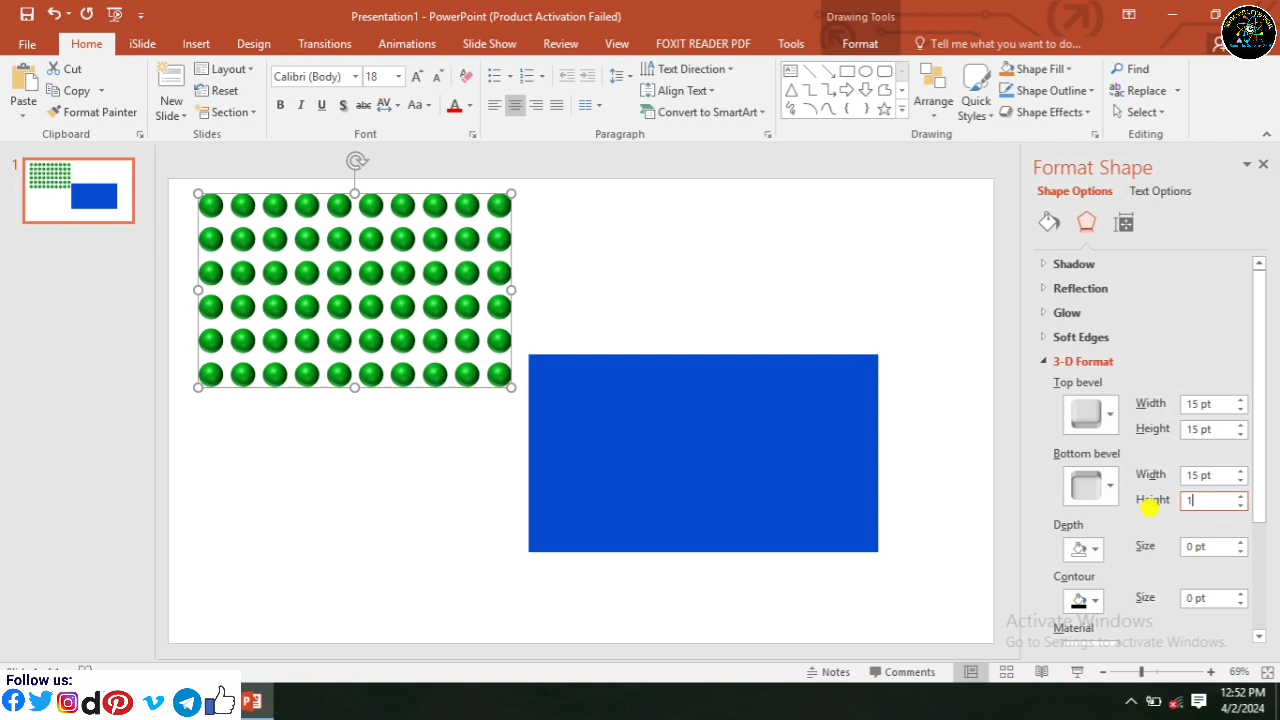 Presentation1 - PowerPoint (Product Activation Failed)
Drawing Tools
File
Home
iSlide
Insert
Design
Transitions
Animations
Slide Show
Review
View
FOXIT READER PDF
Tools
Format
Tell me what you want to do...
Paste
Cut
Copy
Format Painter
Clipboard
New Slide
Layout
Reset
Section
Slides
Calibri (Body)
18
B I U S abc AV Aa A
Font
Text Direction
Align Text
Convert to SmartArt
Paragraph
Arrange
Quick Styles
Shape Fill
Shape Outline
Shape Effects
Drawing
Find
Replace
Select
Editing
1
Format Shape
Shape Options
Text Options
Shadow
Reflection
Glow
Soft Edges
3-D Format
Top bevel
Width 15 pt
Height 15 pt
Bottom bevel
Width 15 pt
Height 1
Depth
Size 0 pt
Contour
Size 0 pt
Material
Activate Windows
Go to Settings to activate Windows.
Notes
Comments
69%
Follow us:
12:52 PM
4/2/2024